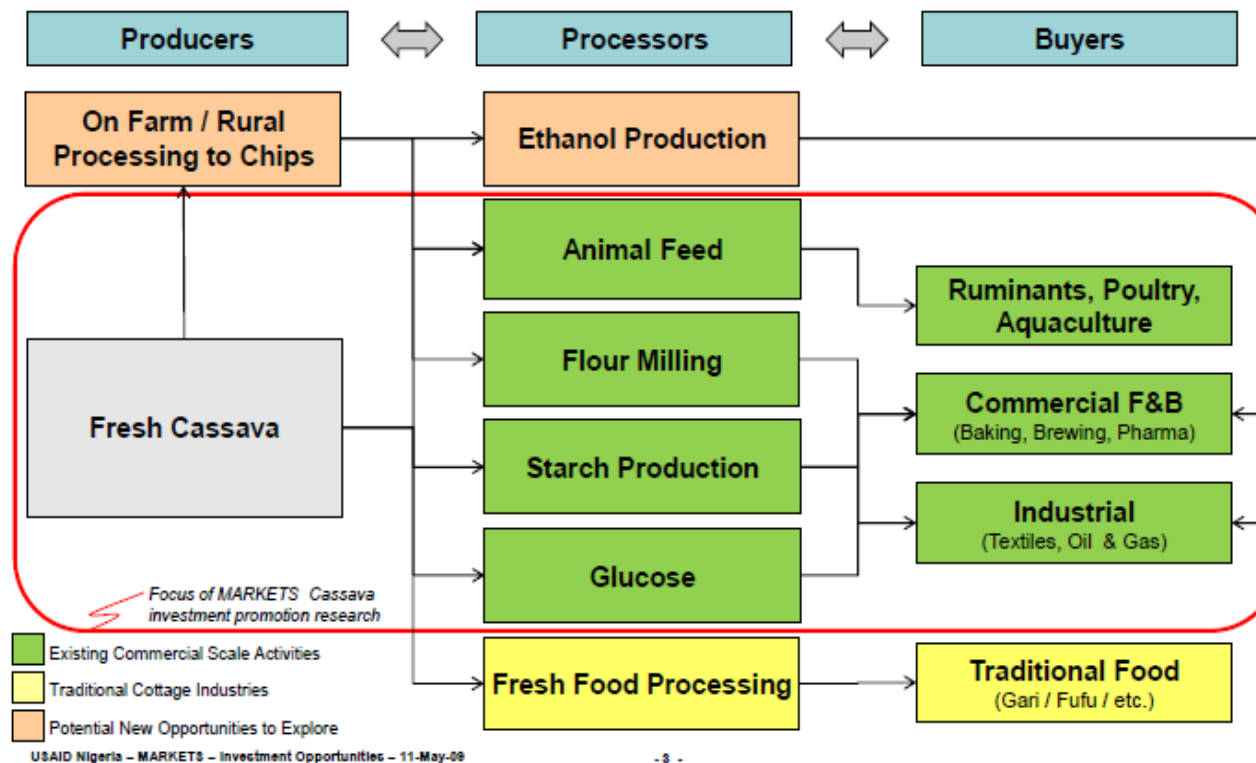 Producers
Processors
Buyers
On Farm / Rural
Processing to Chips
Ethanol Production
Animal Feed
Ruminants, Poultry,
Aquaculture
Flour Milling
Fresh Cassava
Commercial F&B
(Baking, Brewing, Pharma)
Starch Production
Industrial
(Textiles, Oil & Gas)
Glucose
Focus of MARKETS Cassava
investment promotion research
Existing Commercial Scale Activities
Traditional Cottage Industries
Potential New Opportunities to Explore
Fresh Food Processing
Traditional Food
(Gari / Fufu / etc.)
USAID Nigeria – MARKETS – Investment Opportunities – 11-May-09
- 3 -